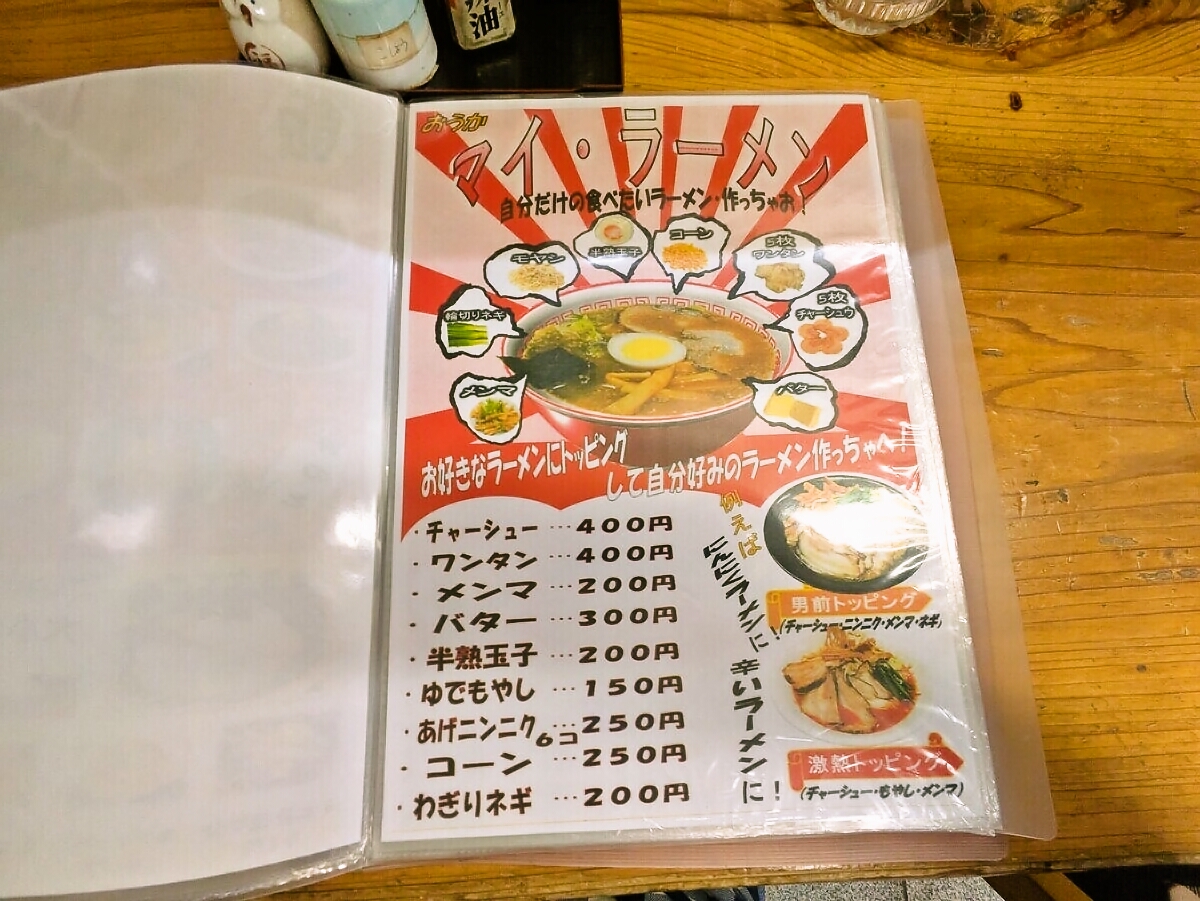 油
こしょう
おうか
マイ・ラーメン
自分だけの食べたいラーメン・作っちゃお!
モヤシ
半熟玉子
コーン
5枚
ワンタン
輪切りネギ
5枚
チャーシュウ
メンマ
バター
お好きなラーメンにトッピング
して自分好みのラーメン作っちゃヘ!
・チャーシュー…400円
・ワンタン…400円
・メンマ…200円
・バター…300円
・半熟玉子…200円
・ゆでもやし…150円
・あげニンニク6コ…250円
・コーン…250円
・わぎりネギ…200円
例えば
にんにくラーメンに!
男前トッピング
(チャーシュー・ニンニク・メンマ・ネギ)
辛いラーメンに!
激熱トッピング
(チャーシュー・もやし・メンマ)